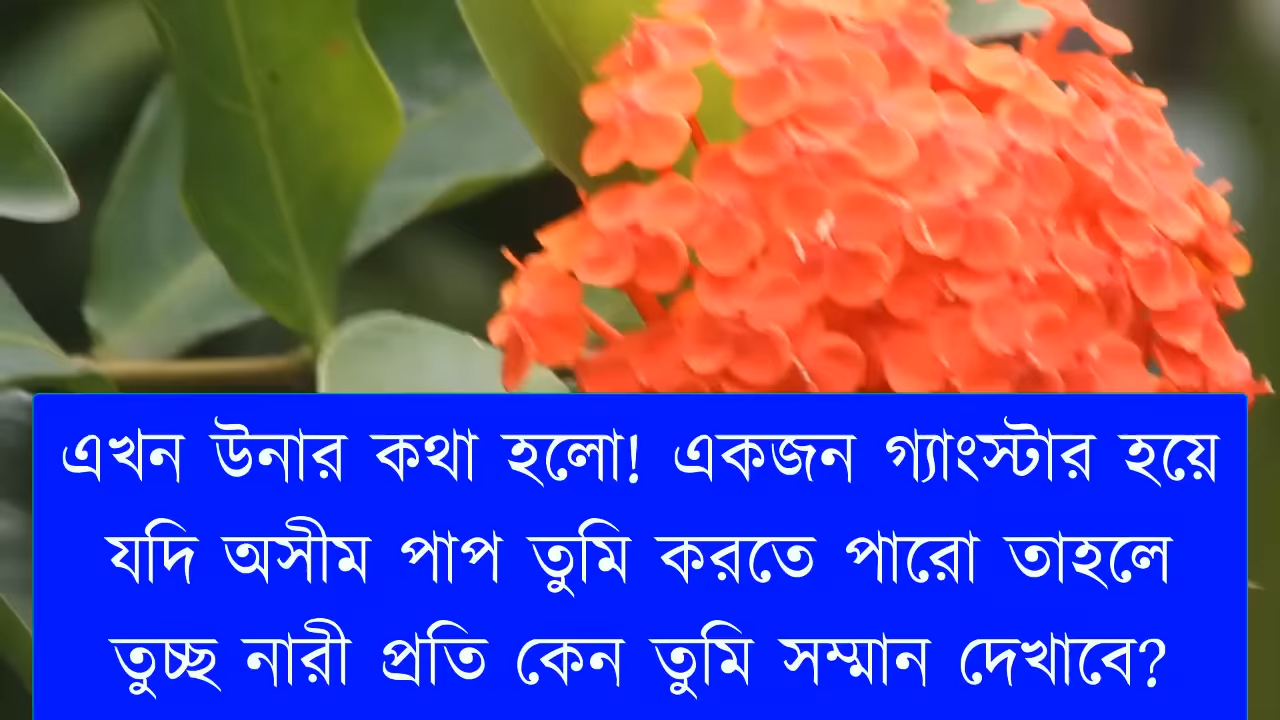 এখন উনার কথা হলো! একজন গ্যাংস্টার হয়ে
যদি অসীম পাপ তুমি করতে পারো তাহলে
তুচ্ছ নারী প্রতি কেন তুমি সম্মান দেখাবে?